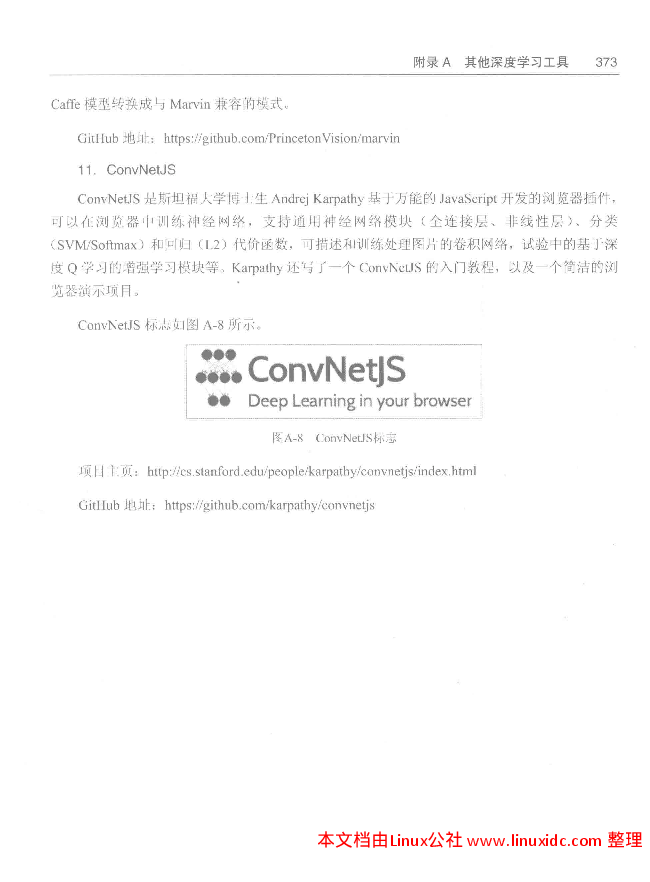 附录 A 其他深度学习工具 373
Caffe 模型转换成与 Marvin 兼容的模式。
GitHub 地址：https://github.com/PrincetonVision/marvin
11. ConvNetJS
ConvNetJS 是斯坦福大学博士生 Andrej Karpathy 基于万能的 JavaScript 开发的浏览器插件，
可以在浏览器中训练神经网络，支持通用神经网络模块（全连接层、非线性层）、分类
（SVM/Softmax）和回归（L2）代价函数，可描述和训练处理图片的卷积网络，试验中的基于深
度 Q 学习的增强学习模块等。Karpathy 还写了一个 ConvNetJS 的入门教程，以及一个简洁的浏
览器演示项目。
ConvNetJS 标志如图 A-8 所示。
ConvNetJS
Deep Learning in your browser
图A-8 ConvNetJS标志
项目主页：http://cs.stanford.edu/people/karpathy/convnetjs/index.html
GitHub 地址：https://github.com/karpathy/convnetjs
本文档由Linux公社 www.linuxidc.com 整理